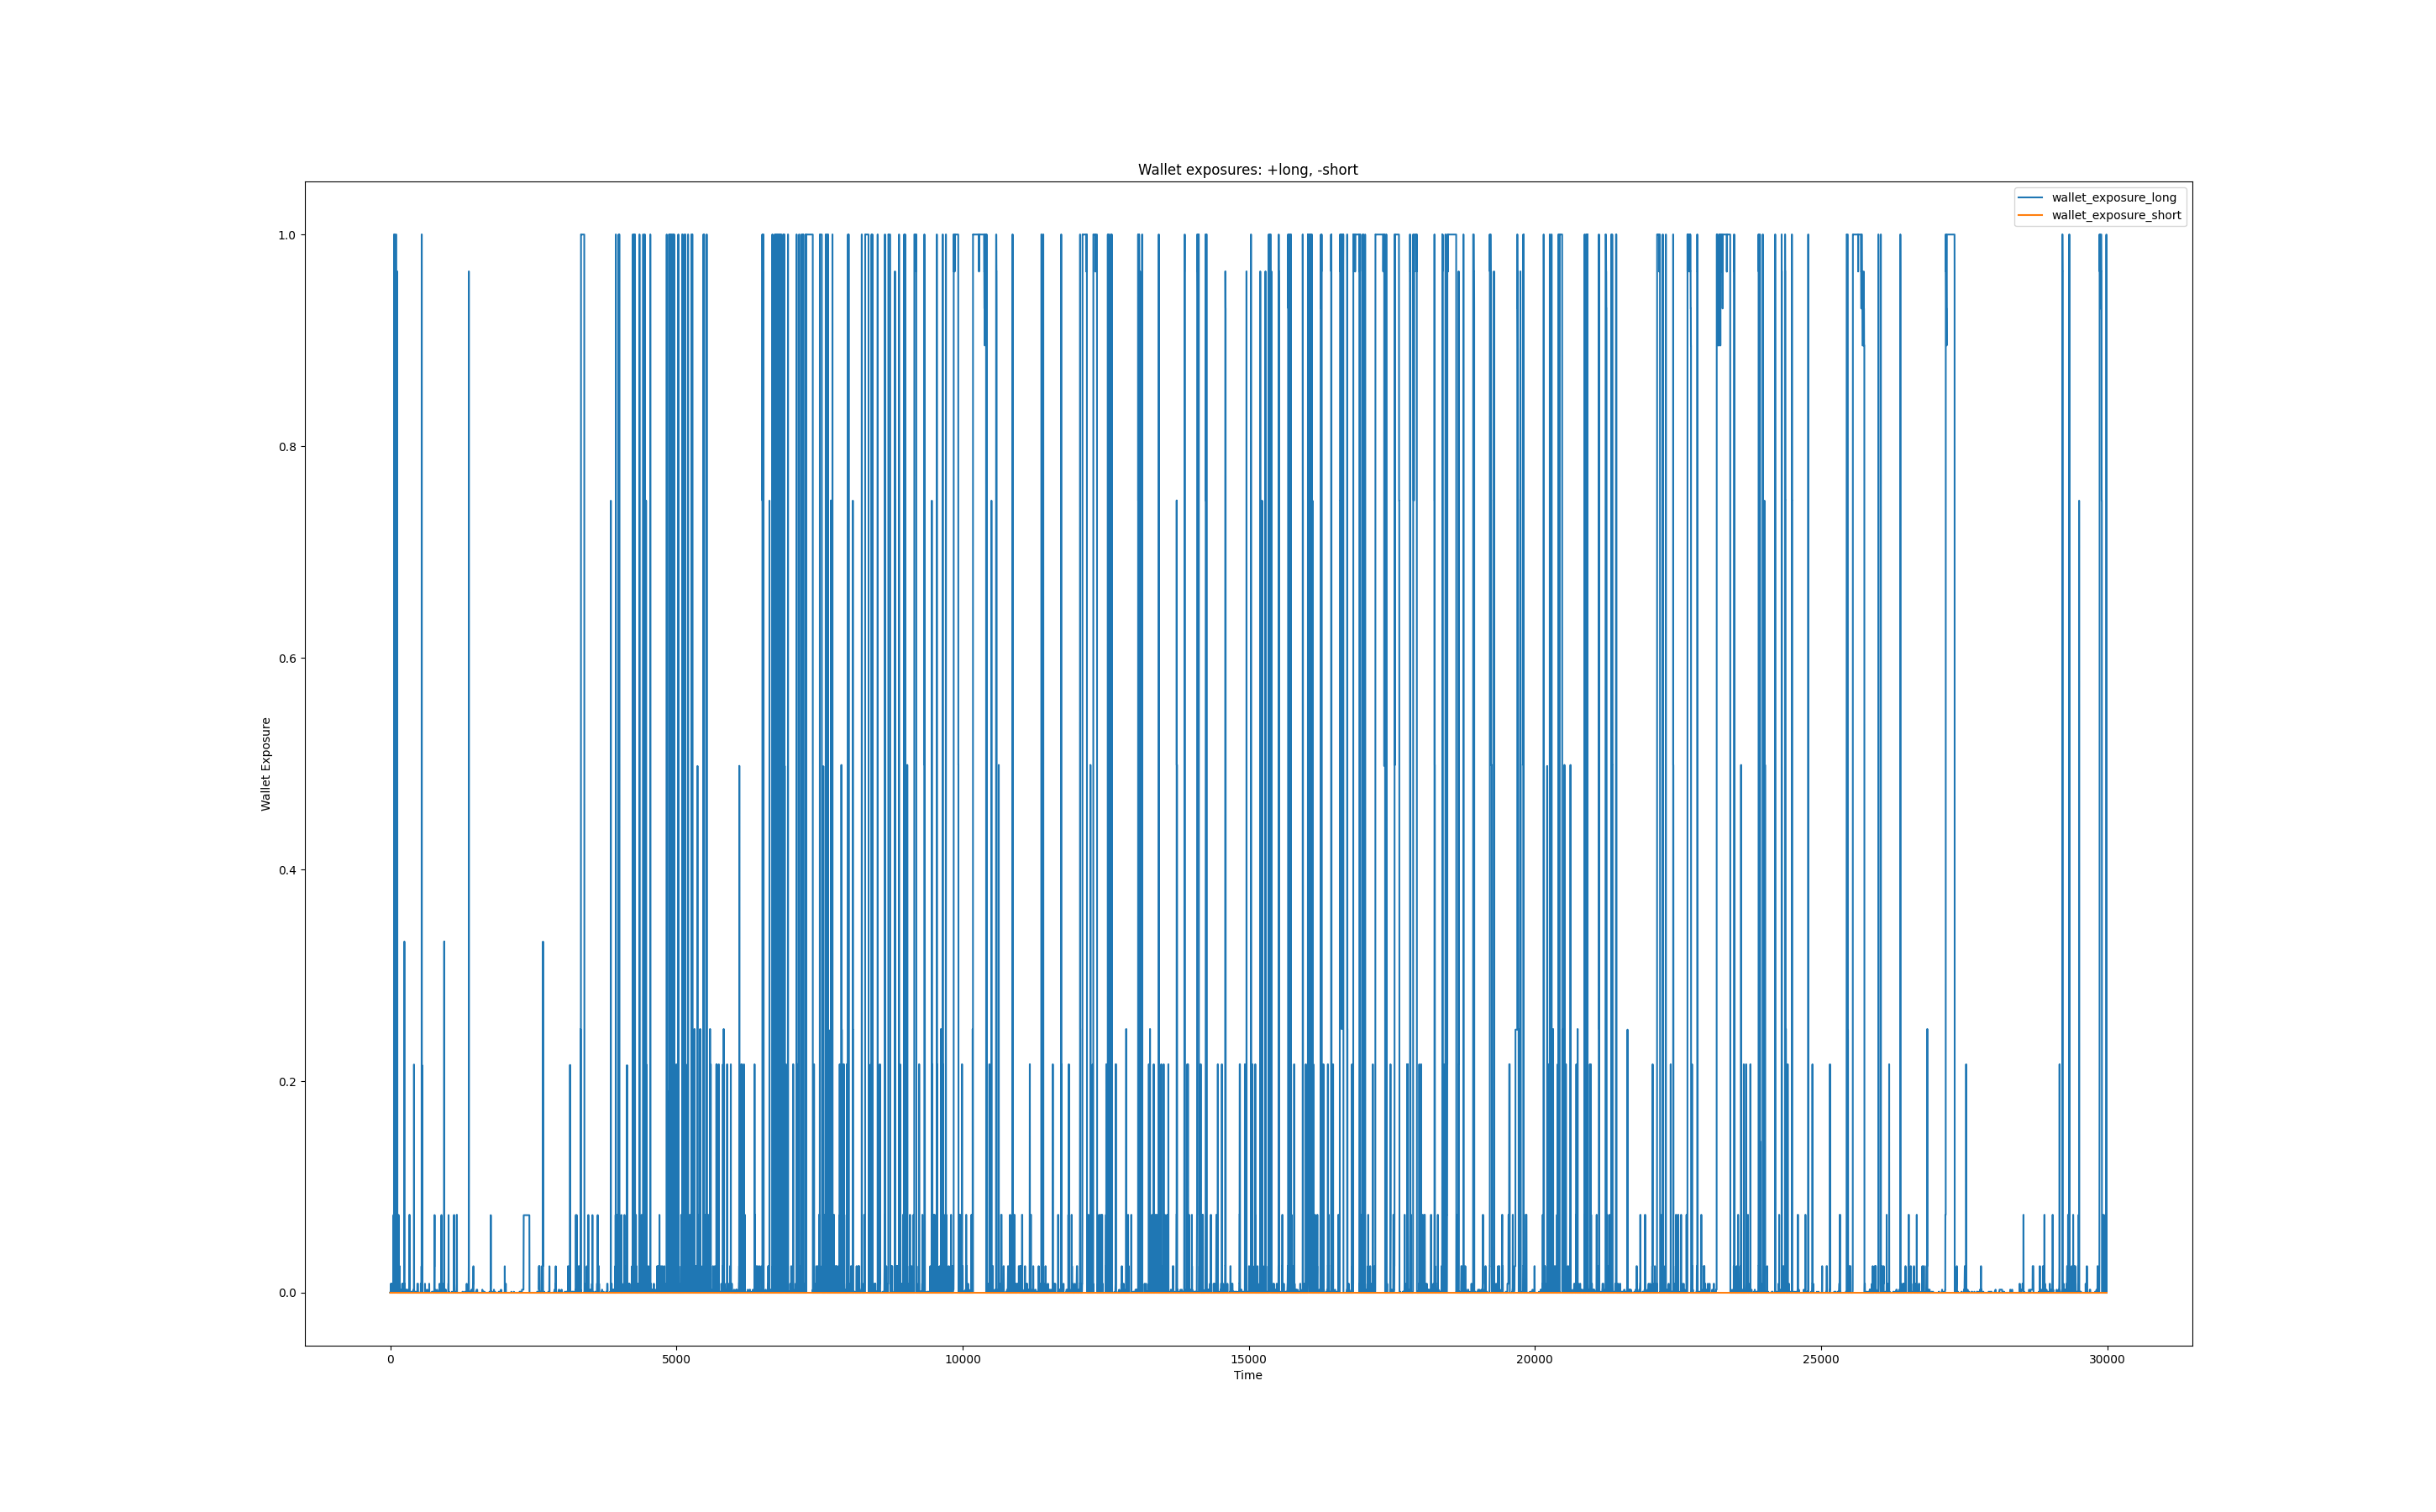 Wallet exposures: +long, -short
wallet_exposure_long
wallet_exposure_short
1.0
0.8
0.6
0.4
0.2
0.0
Wallet Exposure
0 5000 10000 15000 20000 25000 30000
Time